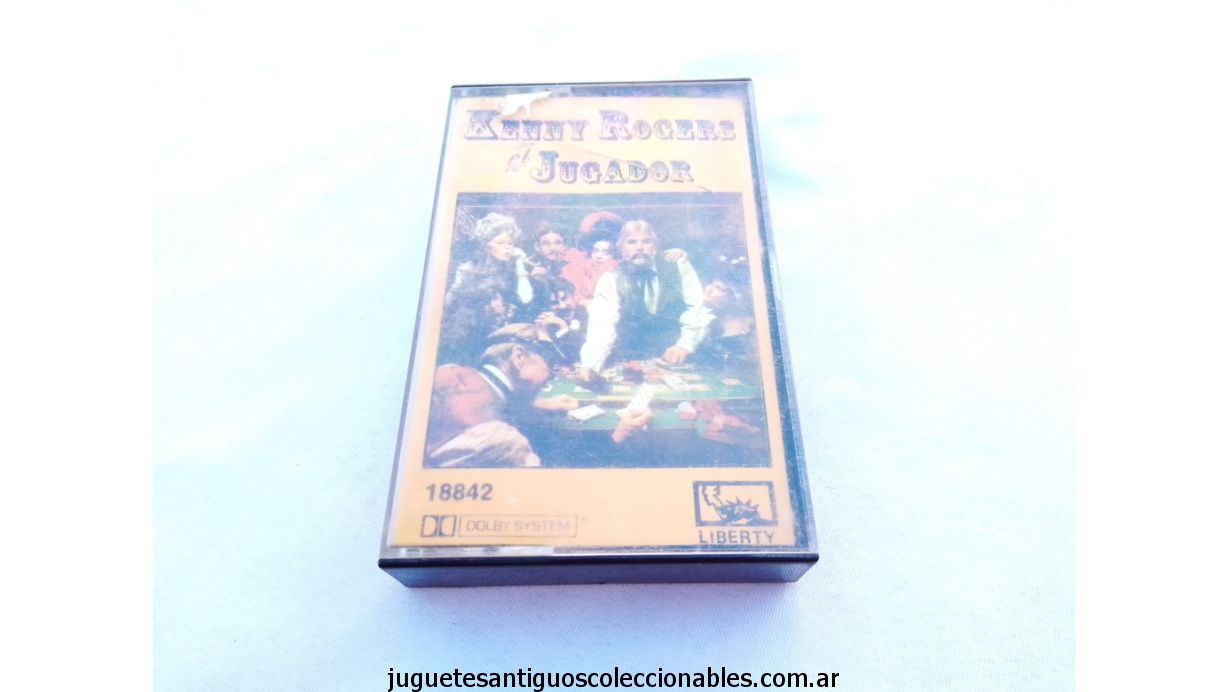 KENNY ROGERS
el JUGADOR
18842
DOLBY SYSTEM
LIBERTY
juguetesantiguoscoleccionables.com.ar